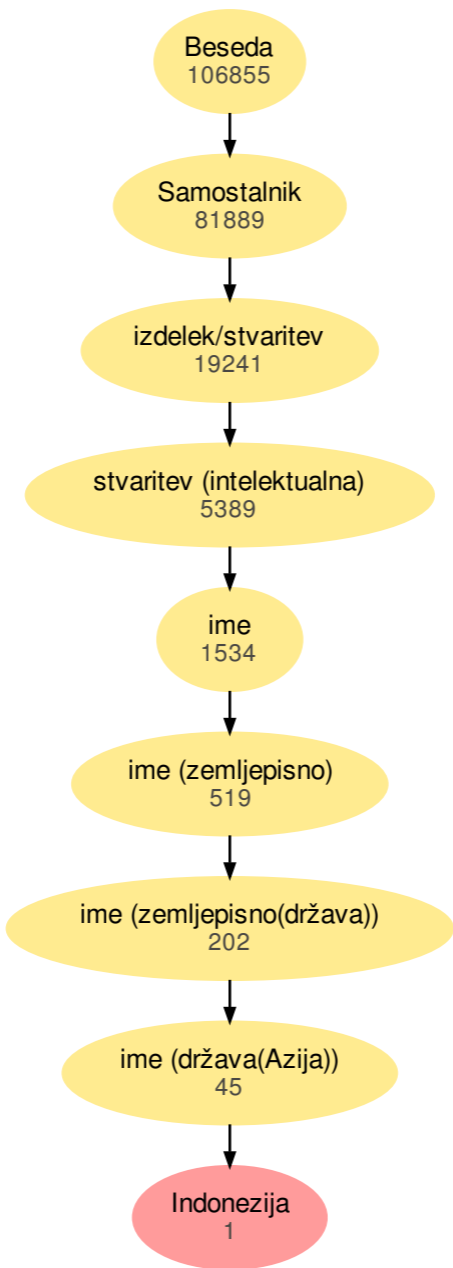 Beseda
106855
Samostalnik
81889
izdelek/stvaritev
19241
stvaritev (intelektualna)
5389
ime
1534
ime (zemljepisno)
519
ime (zemljepisno(država))
202
ime (država(Azija))
45
Indonezija
1